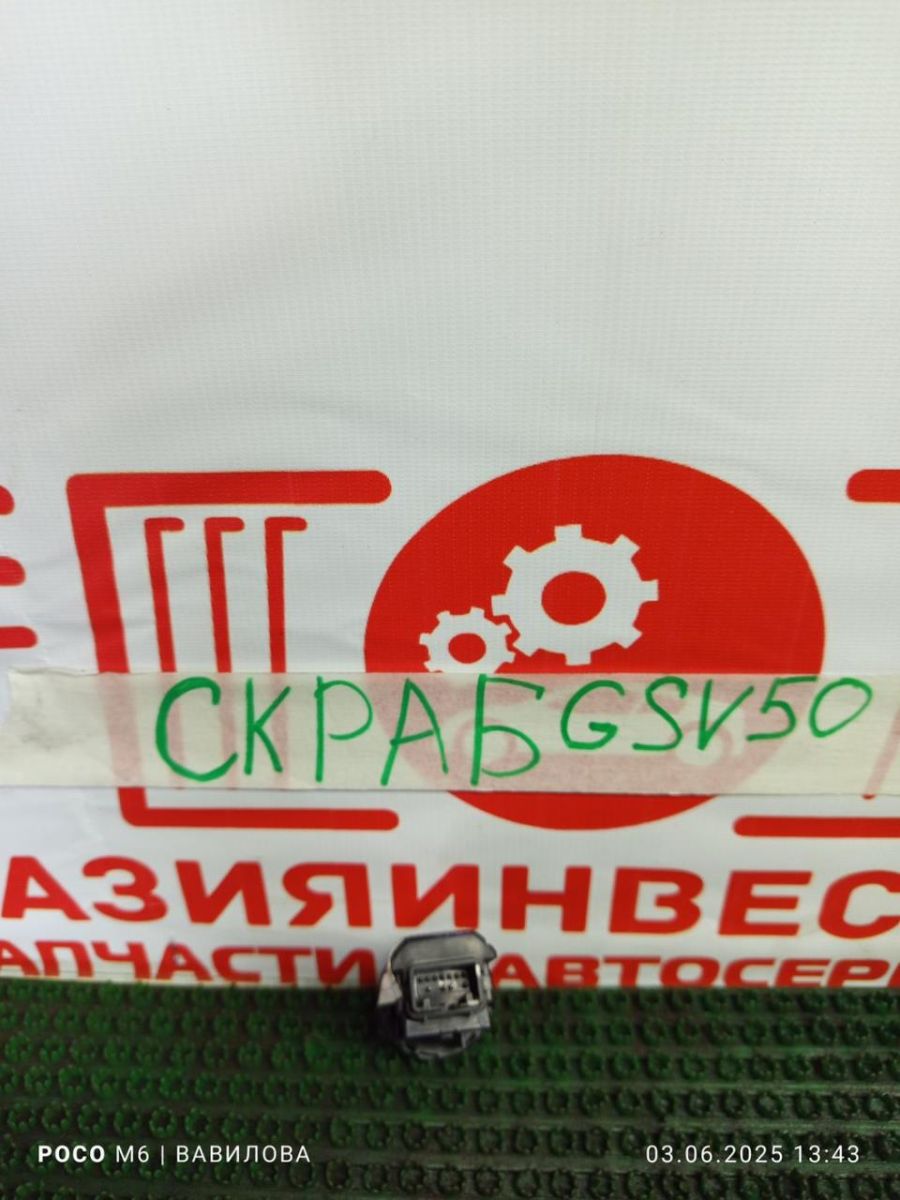 СКРАБ GSV50
АЗИЯИНВЕС
АПЧАСТИ АВТОСЕР
POCO M6 | ВАВИЛОВА
03.06.2025 13:43